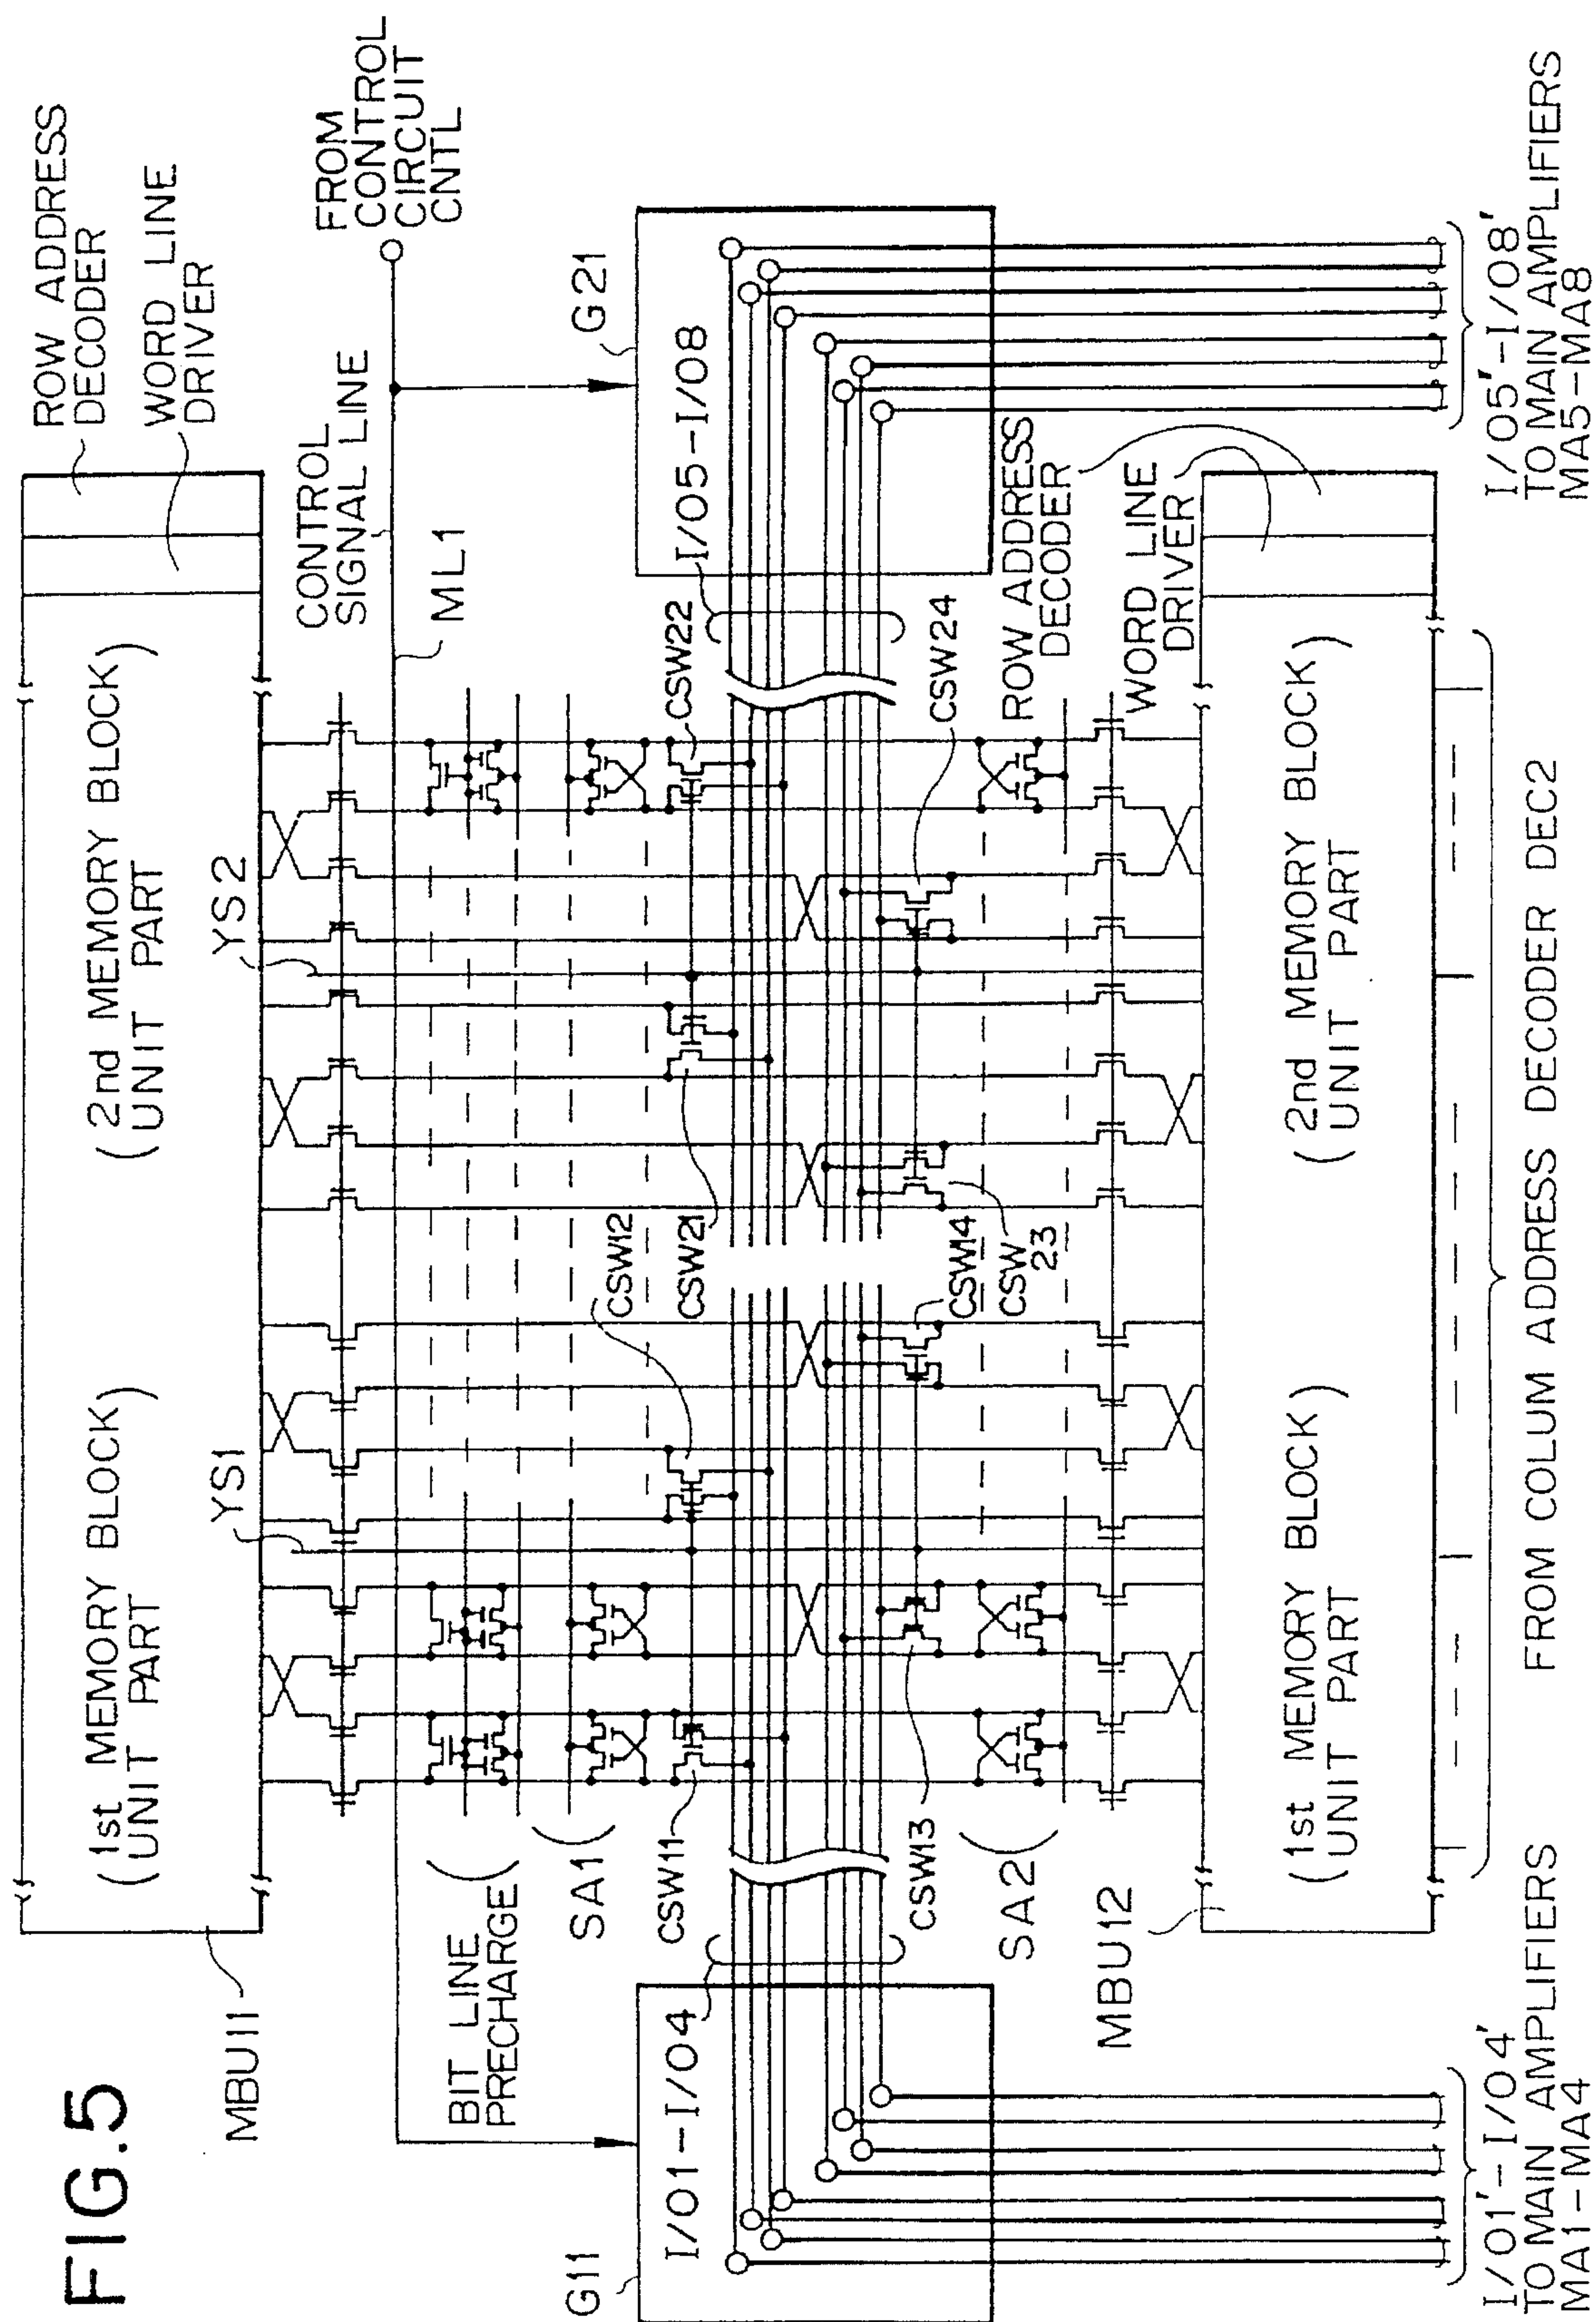 FIG.5
MBU11
(1st MEMORY BLOCK)
(UNIT PART)
(2nd MEMORY BLOCK)
(UNIT PART)
ROW ADDRESS
DECODER
WORD LINE
DRIVER
YS1
YS2
CONTROL
SIGNAL LINE
FROM
CONTROL
CIRCUIT
CNTL
ML1
BIT LINE
PRECHARGE
SA1
CSW11
CSW12
CSW21
CSW22
G11
I/01-I/04
G21
I/05-I/08
CSW13
CSW14
CSW
23
CSW24
SA2
ROW ADDRESS
DECODER
WORD LINE
DRIVER
MBU12
(1st MEMORY BLOCK)
(UNIT PART)
(2nd MEMORY BLOCK)
(UNIT PART)
I/01'-I/04'
TO MAIN AMPLIFIERS
MA1-MA4
FROM COLUM ADDRESS DECODER DEC2
I/05'-I/08'
TO MAIN AMPLIFIERS
MA5-MA8